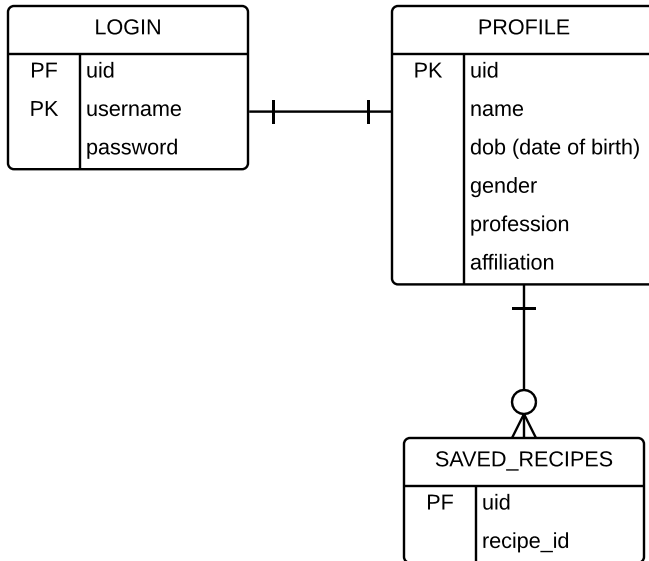 LOGIN
PF uid
PK username
password
PROFILE
PK uid
name
dob (date of birth)
gender
profession
affiliation
SAVED_RECIPES
PF uid
recipe_id